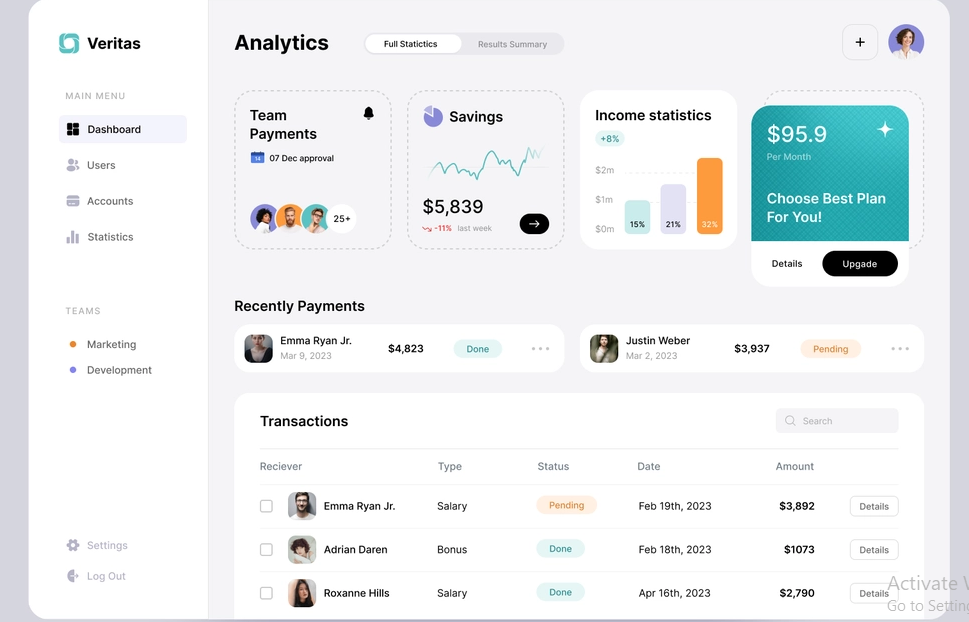 Veritas
Analytics
Full Statictics
Results Summary
+
MAIN MENU
Dashboard
Users
Accounts
Statistics
TEAMS
Marketing
Development
Settings
Log Out
Team
Payments
14
07 Dec approval
25+
Savings
$5,839
-11% last week
Income statistics
+8%
$2m
$1m
$0m
15%
21%
32%
$95.9
Per Month
Choose Best Plan
For You!
Details
Upgade
Recently Payments
Emma Ryan Jr.
Mar 9, 2023
$4,823
Done
Justin Weber
Mar 2, 2023
$3,937
Pending
Transactions
Search
Reciever Type Status Date Amount
Emma Ryan Jr. Salary Pending Feb 19th, 2023 $3,892 Details
Adrian Daren Bonus Done Feb 18th, 2023 $1073 Details
Roxanne Hills Salary Done Apr 16th, 2023 $2,790 Details
Activate
Go to